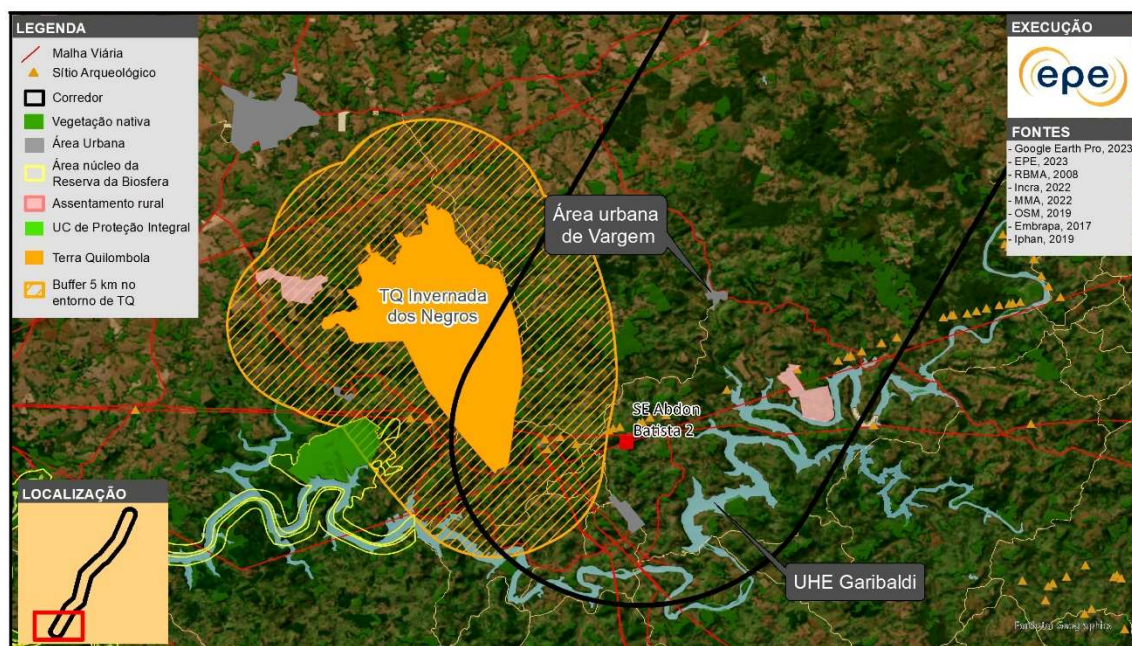 LEGENDA
Malha Viária
Sítio Arqueológico
Corredor
Vegetação nativa
Área Urbana
Área núcleo da
Reserva da Biosfera
Assentamento rural
UC de Proteção Integral
Terra Quilombola
Buffer 5 km no
entorno de TQ
TQ Invernada
dos Negros
Área urbana
de Vargem
SE Abdon
Batista 2
UHE Garibaldi
LOCALIZAÇÃO
EXECUÇÃO
epe
FONTES
- Google Earth Pro, 2023
- EPE, 2023
- RBMA, 2008
- Incra, 2022
- MMA, 2022
- OSM, 2019
- Embrapa, 2017
- Iphan, 2019